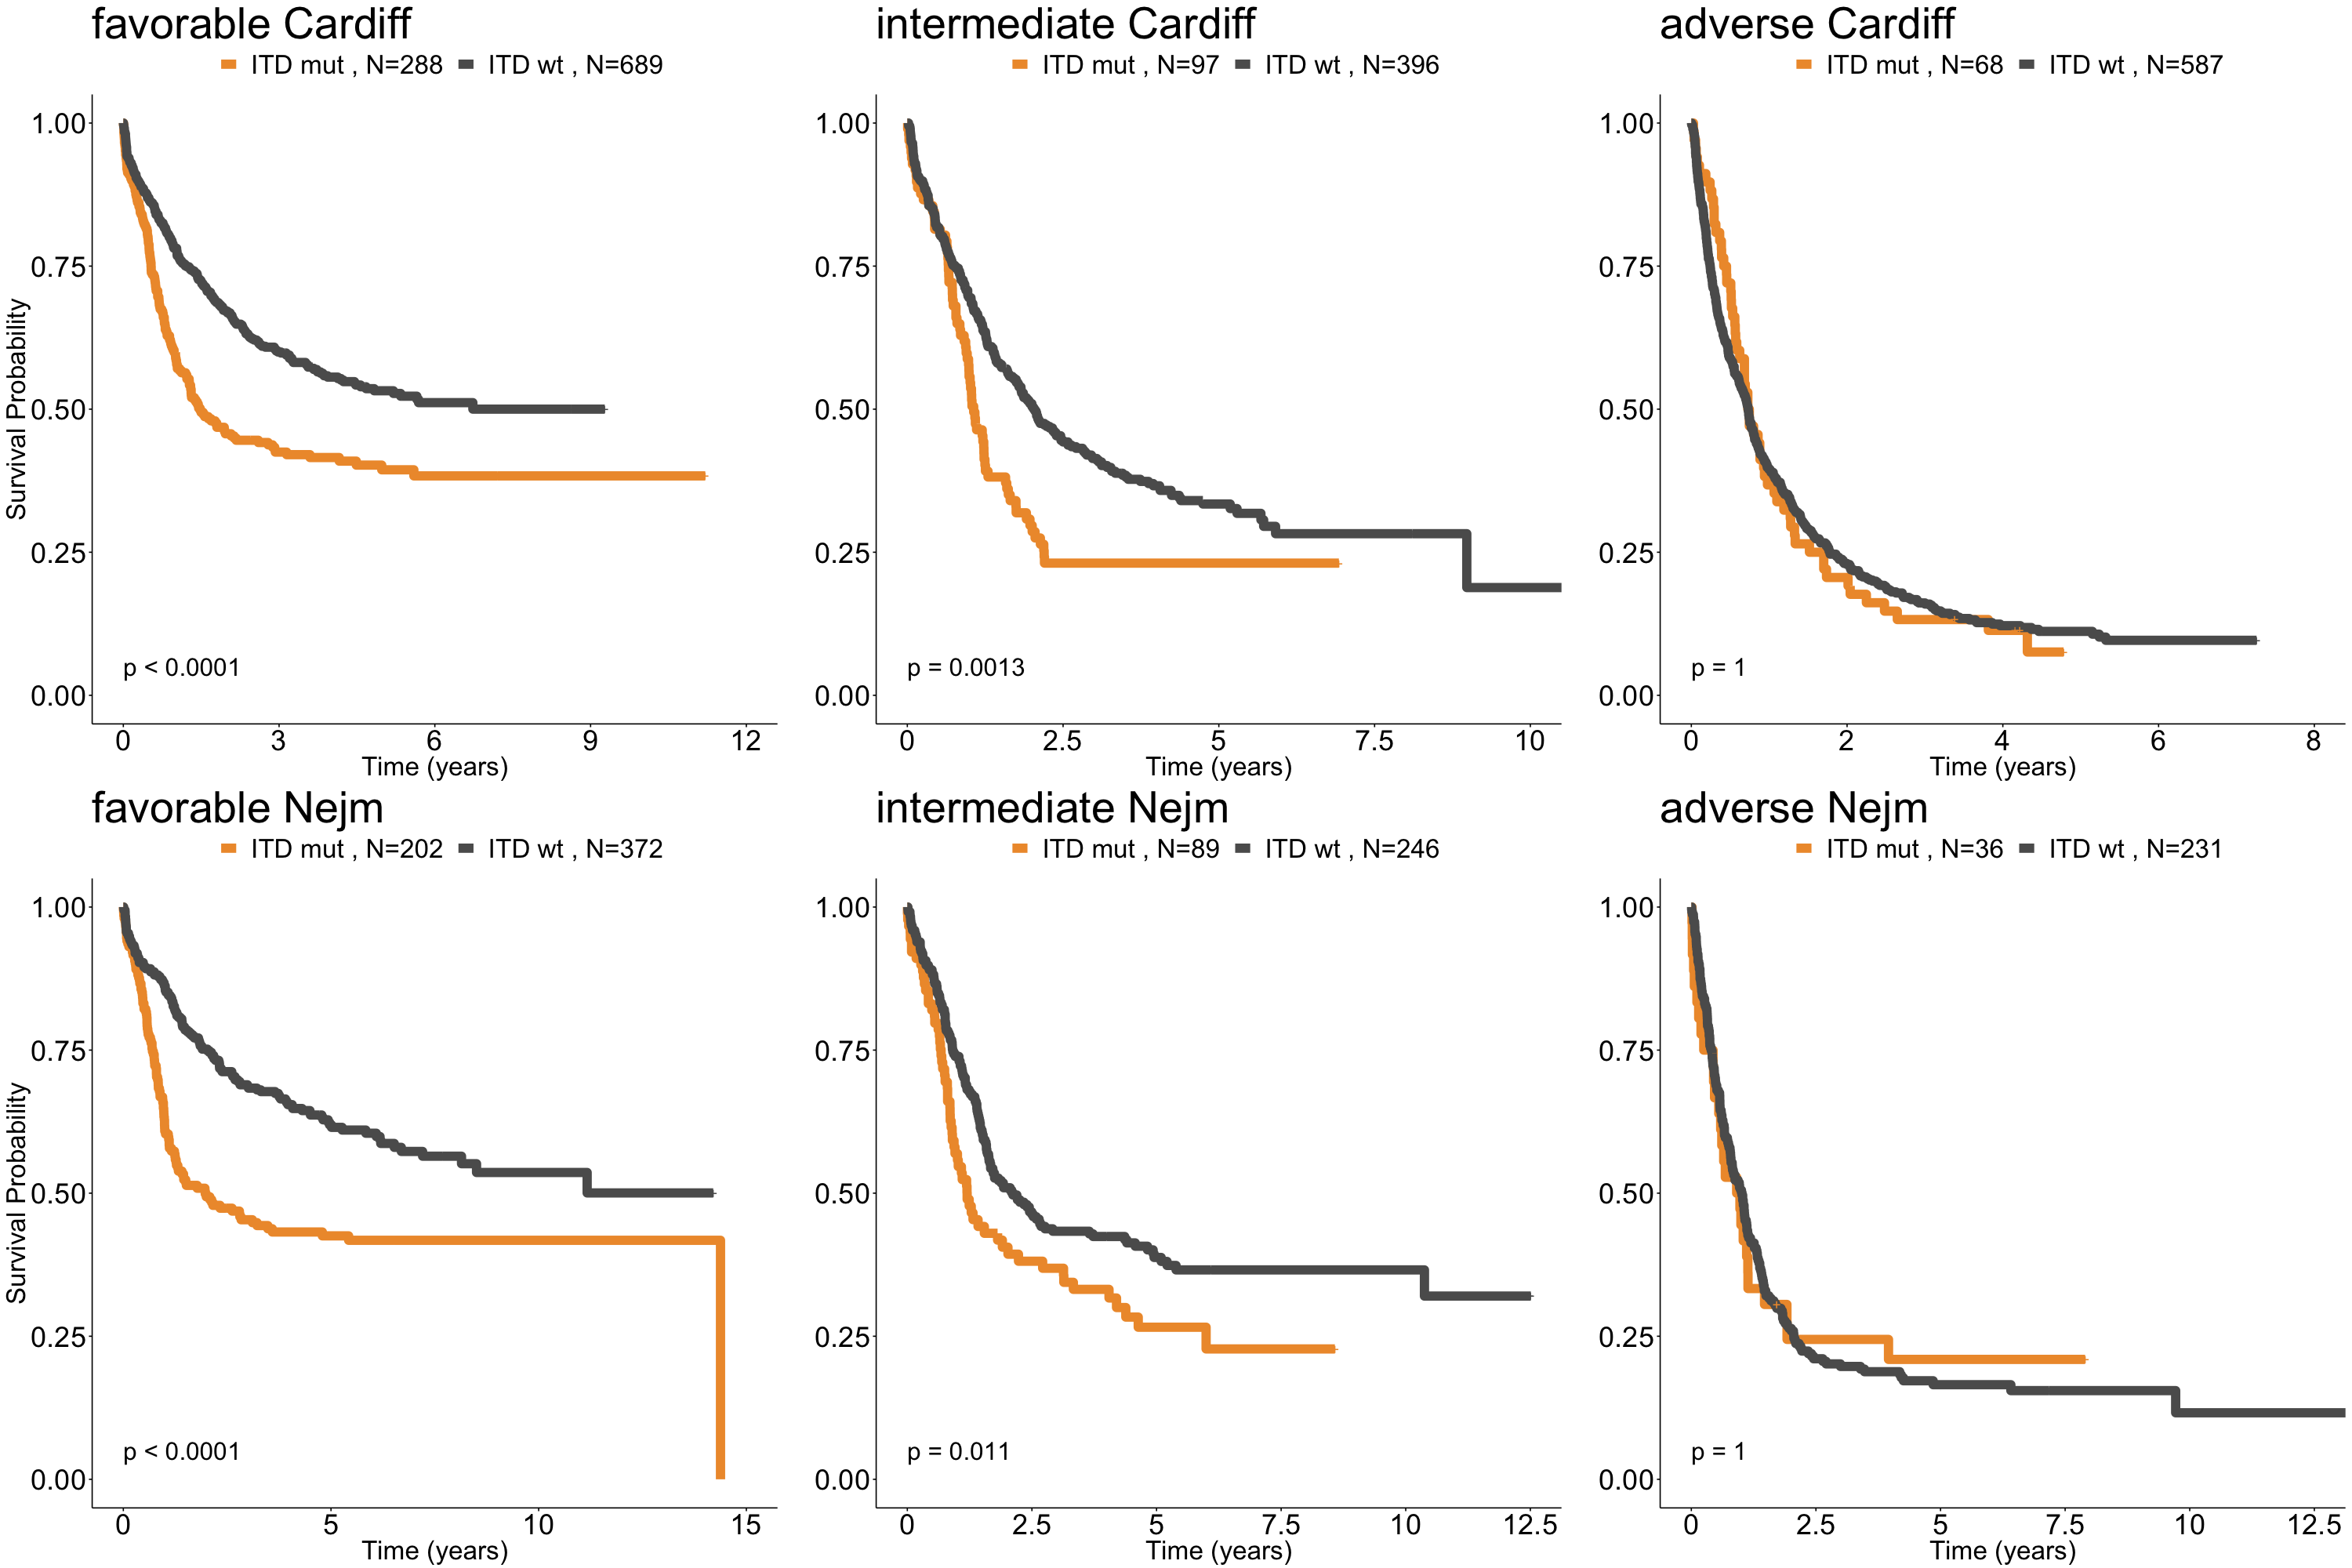 favorable Cardiff
ITD mut , N=288 ITD wt , N=689
Survival Probability
1.00
0.75
0.50
0.25
0.00
p < 0.0001
0 3 6 9 12
Time (years)
intermediate Cardiff
ITD mut , N=97 ITD wt , N=396
1.00
0.75
0.50
0.25
0.00
p = 0.0013
0 2.5 5 7.5 10
Time (years)
adverse Cardiff
ITD mut , N=68 ITD wt , N=587
1.00
0.75
0.50
0.25
0.00
p = 1
0 2 4 6 8
Time (years)
favorable Nejm
ITD mut , N=202 ITD wt , N=372
Survival Probability
1.00
0.75
0.50
0.25
0.00
p < 0.0001
0 5 10 15
Time (years)
intermediate Nejm
ITD mut , N=89 ITD wt , N=246
1.00
0.75
0.50
0.25
0.00
p = 0.011
0 2.5 5 7.5 10 12.5
Time (years)
adverse Nejm
ITD mut , N=36 ITD wt , N=231
1.00
0.75
0.50
0.25
0.00
p = 1
0 2.5 5 7.5 10 12.5
Time (years)